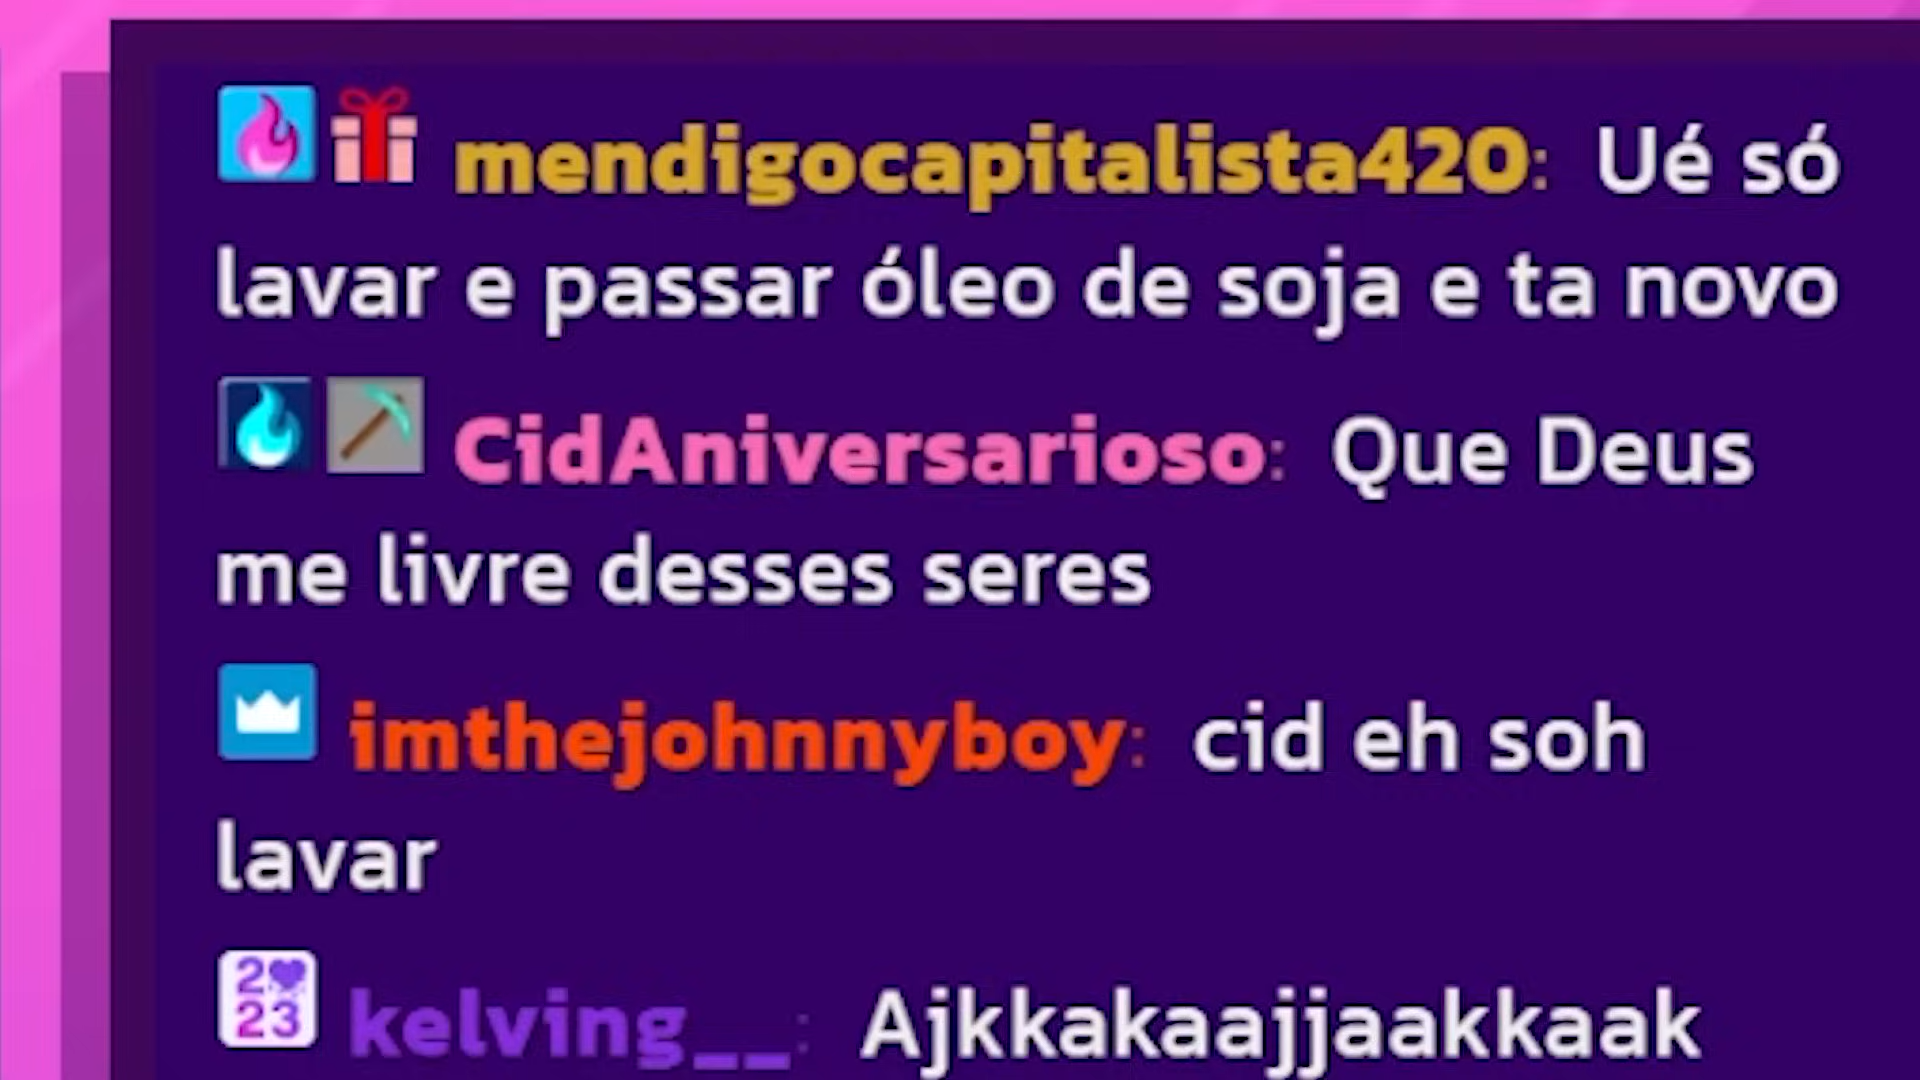 mendigocapitalista420: Ué só
lavar e passar óleo de soja e ta novo
CidAniversarioso: Que Deus
me livre desses seres
imthejohnnyboy: cid eh soh
lavar
2023 kelving__: Ajkkakaajjaakkaak